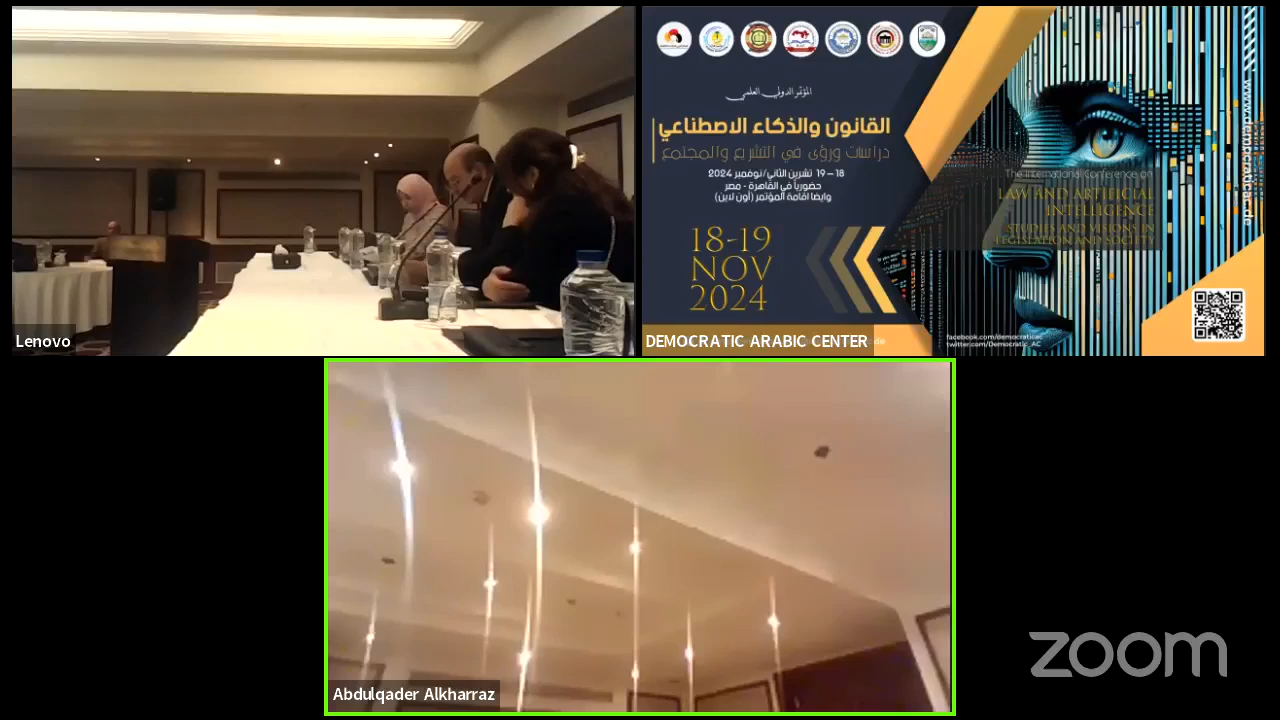 Lenovo
المؤتمر الدولي العلمي
القانون والذكاء الاصطناعي
دراسات ورؤى في التشريع والمجتمع
18 – 19 تشرين الثاني/نوفمبر 2024
حضورياً في القاهرة - مصر
وايضا اقامة المؤتمر (أون لاين)
18-19
NOV
2024
The International Conference on
LAW AND ARTIFICIAL
INTELLIGENCE
STUDIES AND VISIONS IN
LEGISLATION AND SOCIETY
www.democraticac.de
facebook.com/democraticac
twitter.com/Democratic_AC
DEMOCRATIC ARABIC CENTER
Abdulqader Alkharraz
zoom